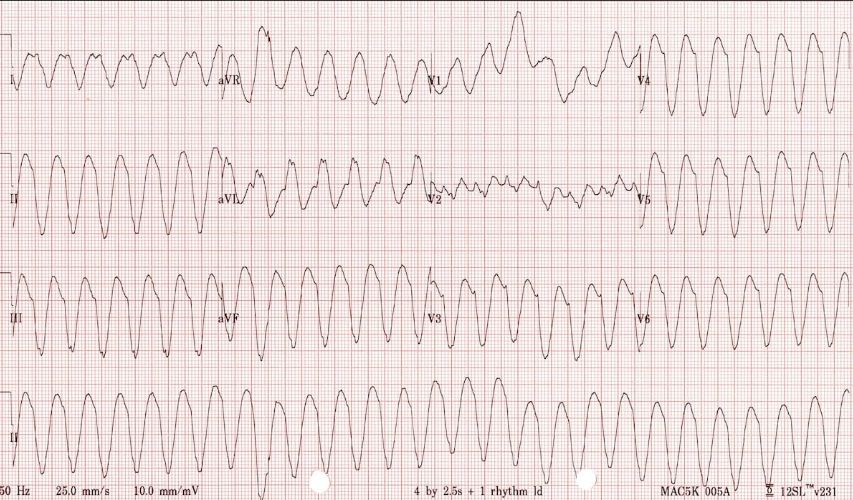 I aVR V1 V4
II aVL V2 V5
III aVF V3 V6
II
50 Hz 25.0 mm/s 10.0 mm/mV 4 by 2.5s + 1 rhythm ld MAC5K 005A 12SL™ v231